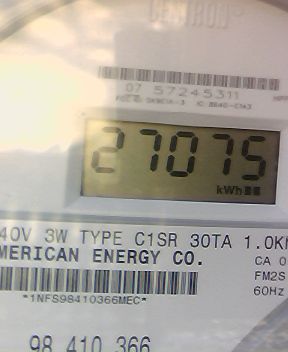 CENTRON
07 57245311
27075
kWh
40V 3W TYPE C1SR 30TA 1.0K
MERICAN ENERGY CO.
CA 0
FM2S
60Hz
*1NFS98410366MEC*
98 410 366